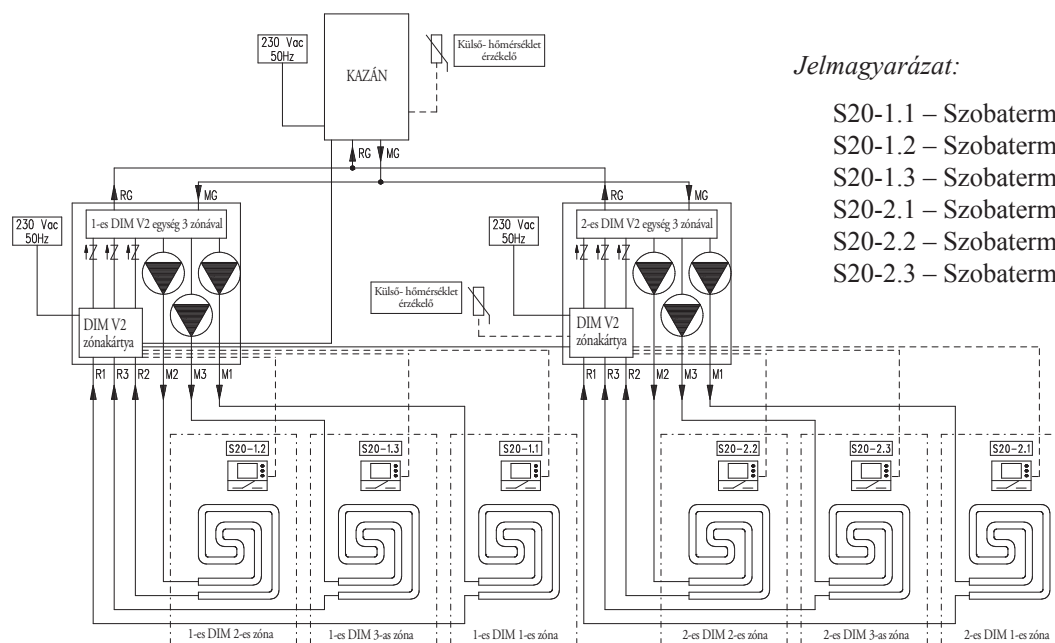 230 Vac
50Hz
KAZÁN
Külső- hőmérséklet
érzékelő
Jelmagyarázat:
S20-1.1 – Szobaterm
S20-1.2 – Szobaterm
S20-1.3 – Szobaterm
S20-2.1 – Szobaterm
S20-2.2 – Szobaterm
S20-2.3 – Szobaterm
RG
MG
RG
MG
RG
MG
230 Vac
50Hz
1-es DIM V2 egység 3 zónával
DIM V2
zónakártya
R1
R3
R2
M2
M3
M1
230 Vac
50Hz
Külső- hőmérséklet
érzékelő
2-es DIM V2 egység 3 zónával
DIM V2
zónakártya
R1
R3
R2
M2
M3
M1
S20-1.2
S20-1.3
S20-1.1
S20-2.2
S20-2.3
S20-2.1
1-es DIM 2-es zóna
1-es DIM 3-as zóna
1-es DIM 1-es zóna
2-es DIM 2-es zóna
2-es DIM 3-as zóna
2-es DIM 1-es zóna